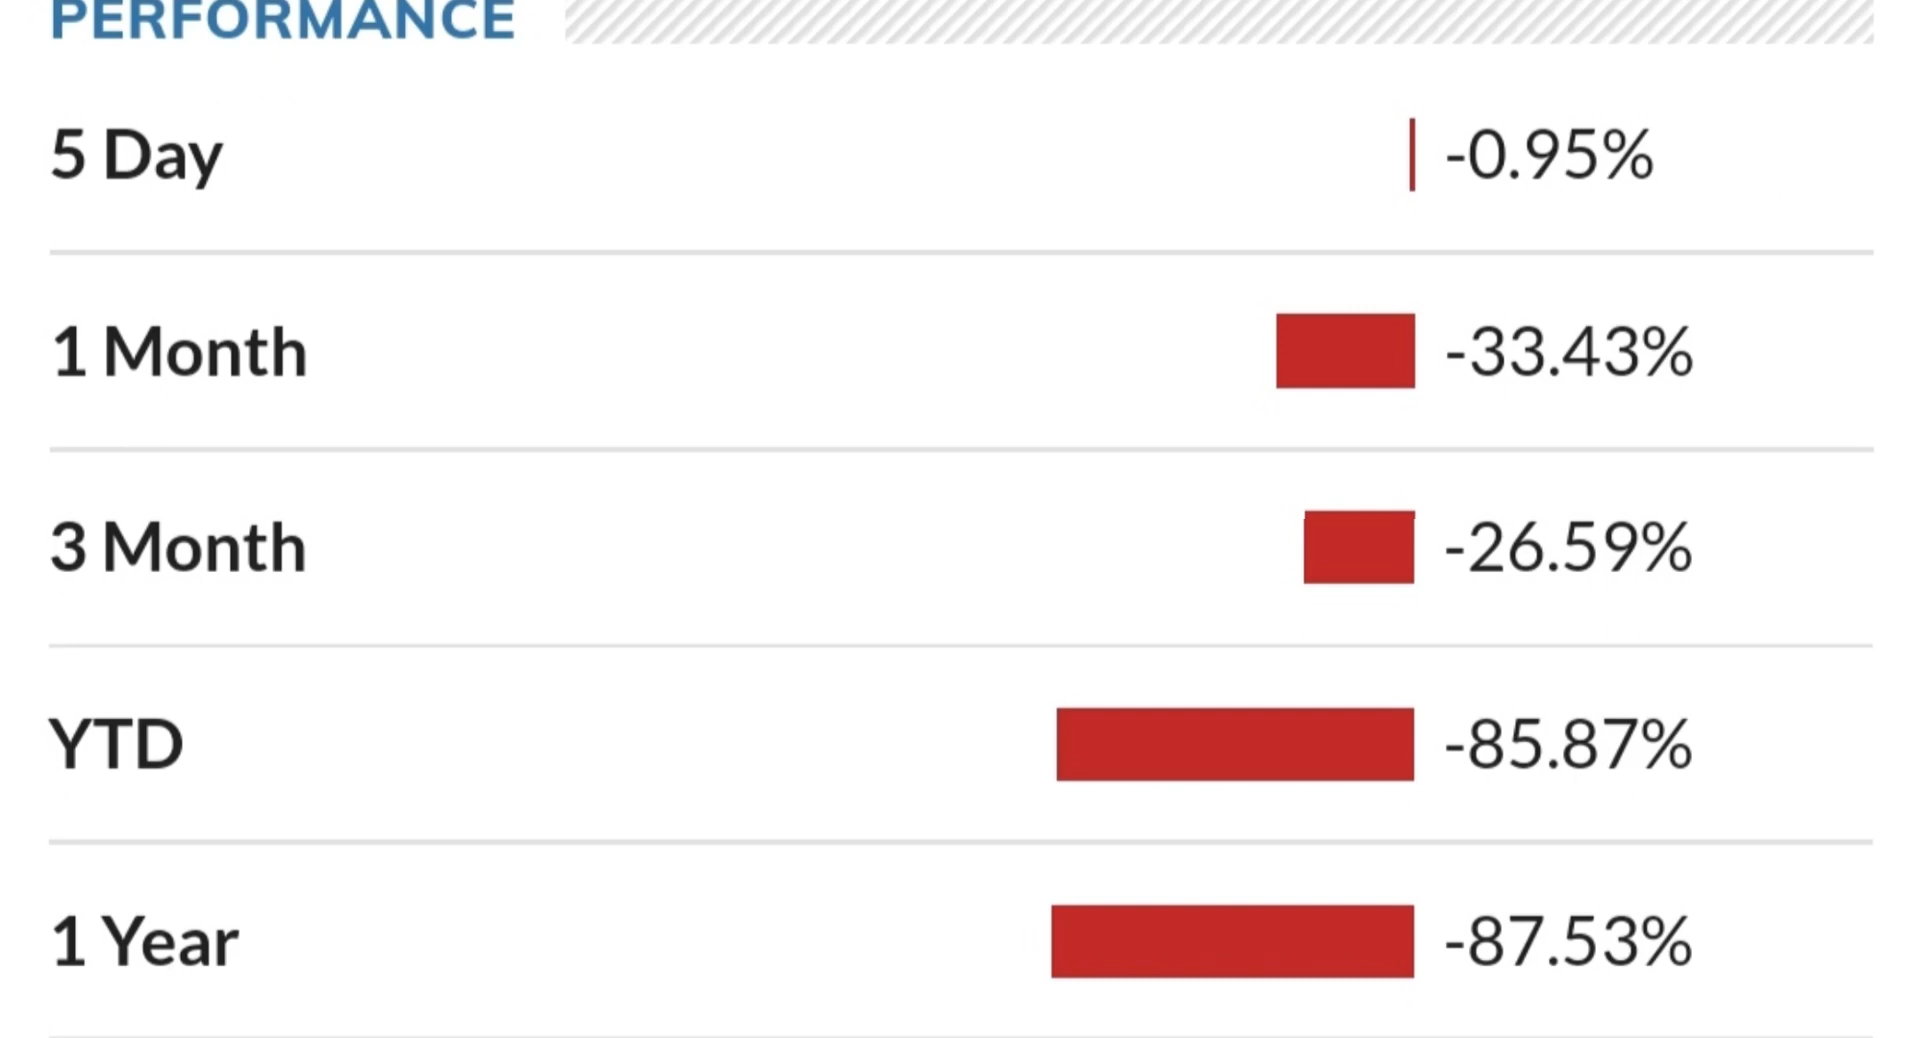 PERFORMANCE
5 Day -0.95%
1 Month -33.43%
3 Month -26.59%
YTD -85.87%
1 Year -87.53%